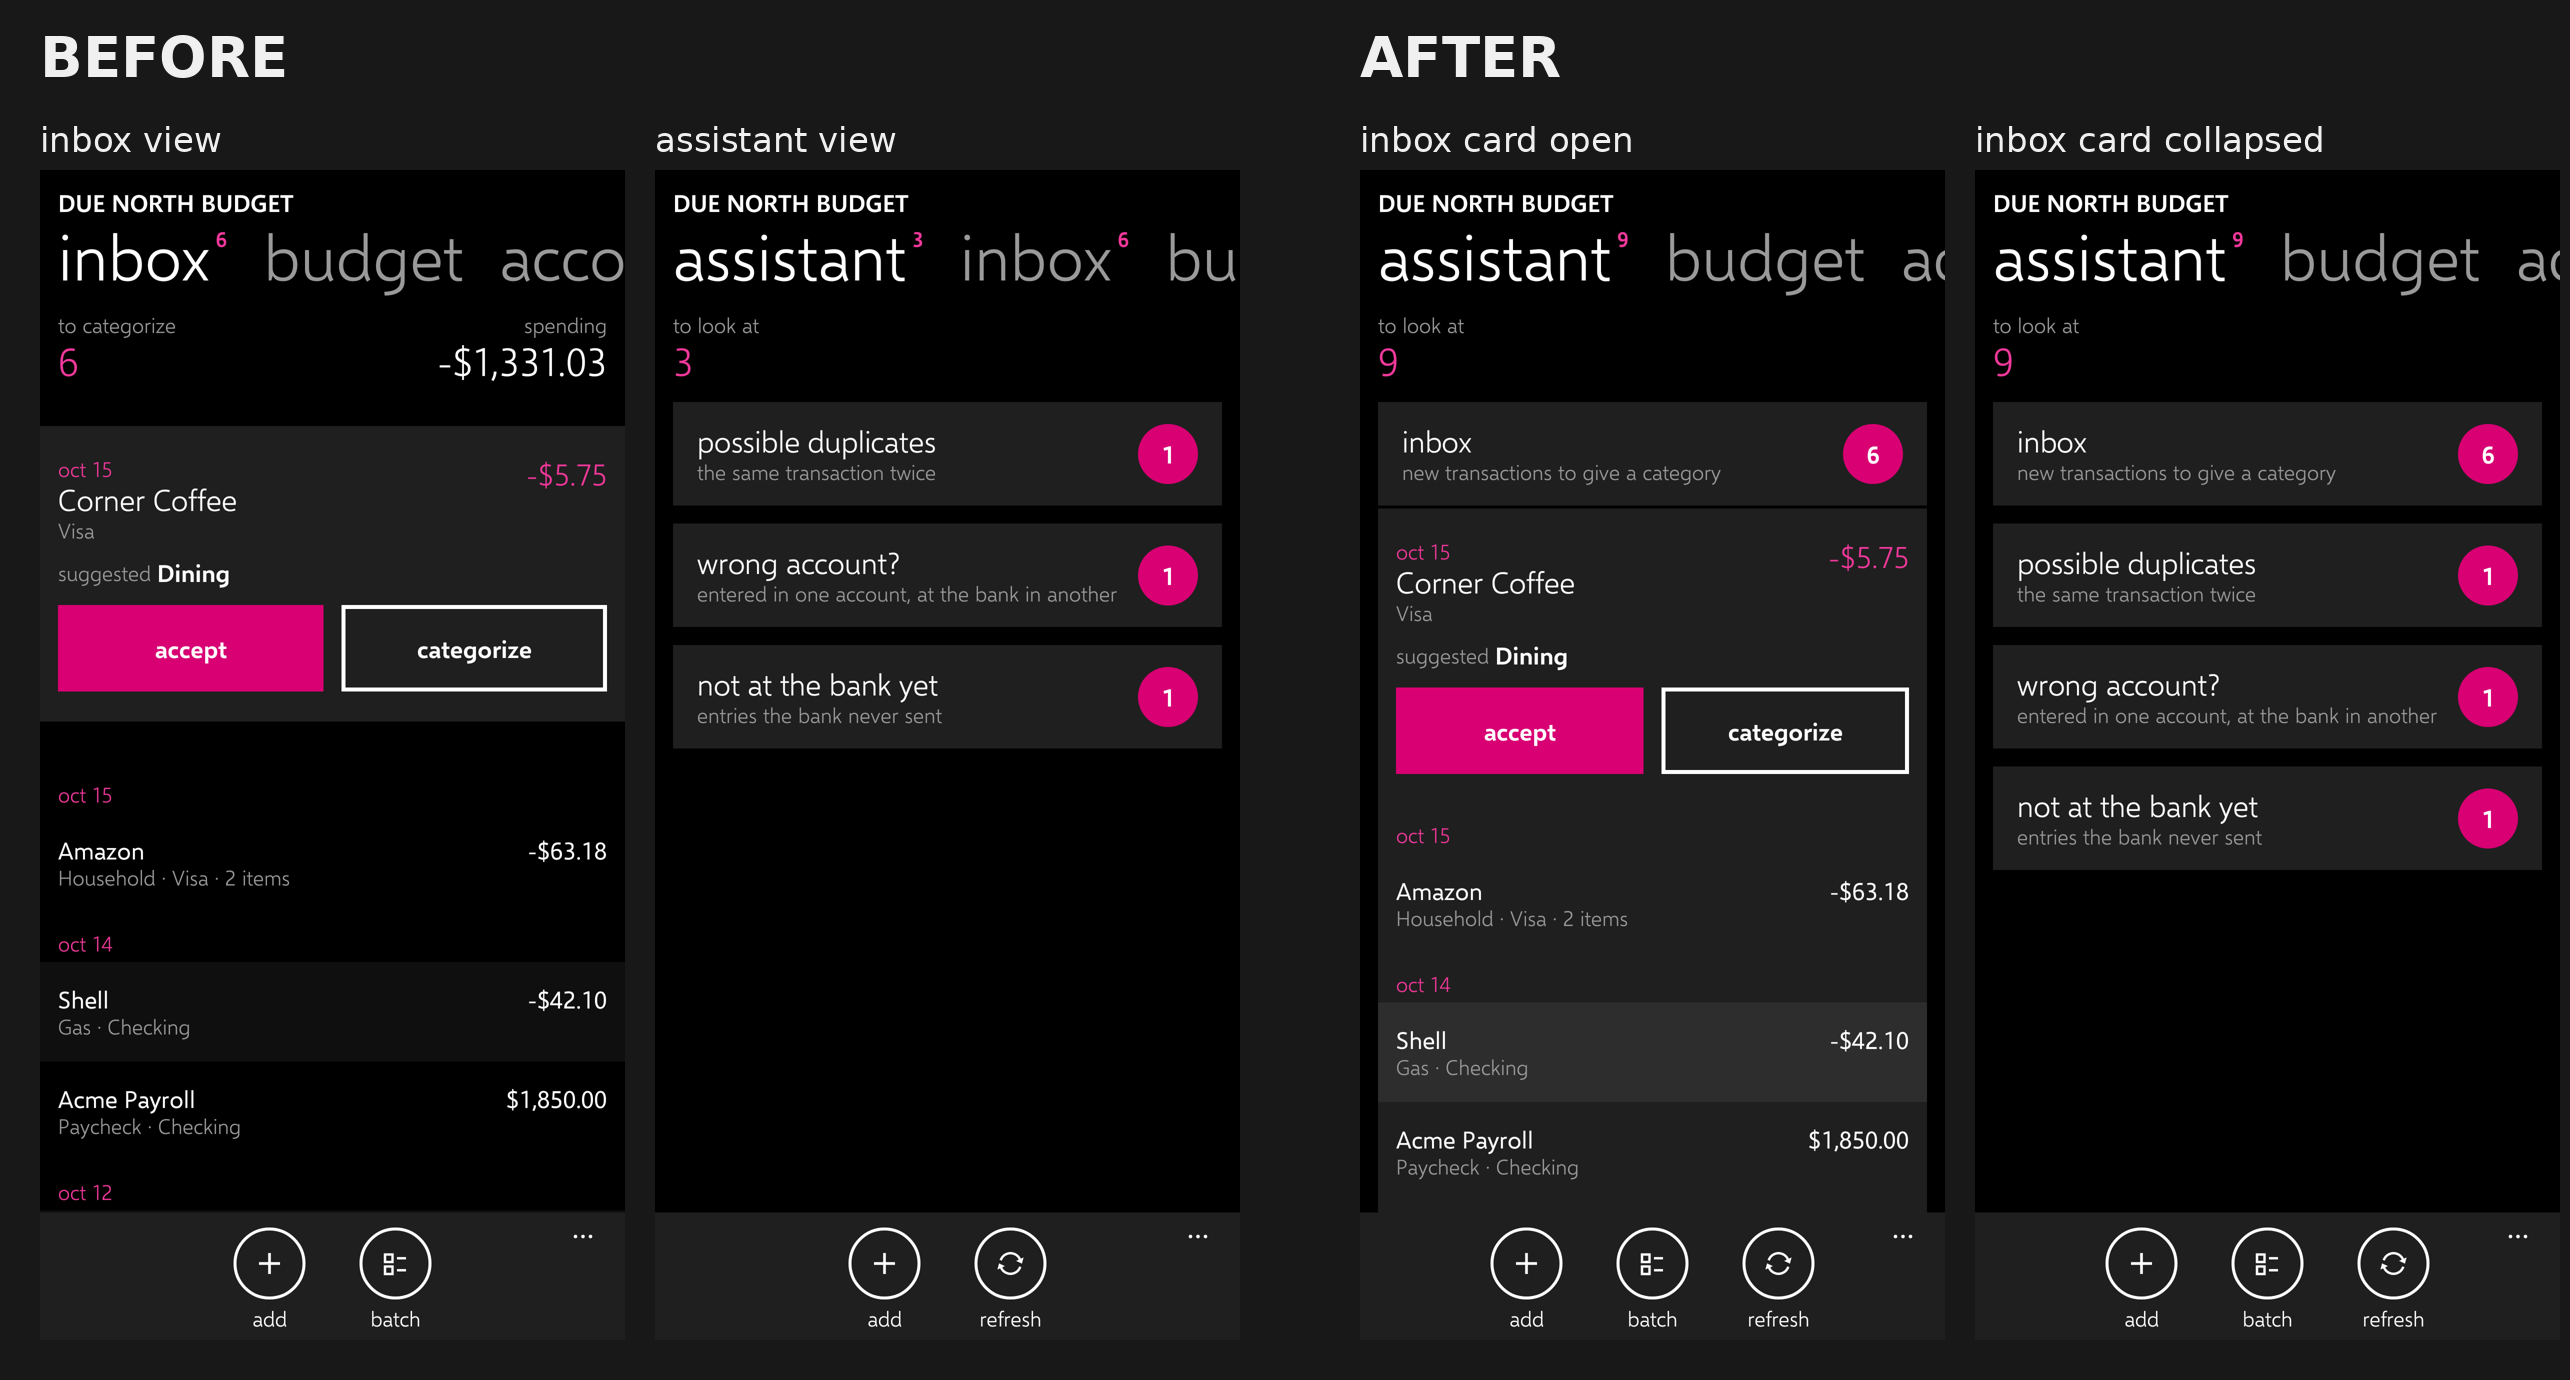 BEFORE
inbox view
DUE NORTH BUDGET
inbox 6 budget acco
to categorize spending
6 -$1,331.03
oct 15 -$5.75
Corner Coffee
Visa
suggested Dining
accept categorize
oct 15
Amazon -$63.18
Household · Visa · 2 items
oct 14
Shell -$42.10
Gas · Checking
Acme Payroll $1,850.00
Paycheck · Checking
oct 12
...
add batch
assistant view
DUE NORTH BUDGET
assistant 3 inbox 6 bu
to look at
3
possible duplicates 1
the same transaction twice
wrong account? 1
entered in one account, at the bank in another
not at the bank yet 1
entries the bank never sent
...
add refresh
AFTER
inbox card open
DUE NORTH BUDGET
assistant 9 budget ac
to look at
9
inbox 6
new transactions to give a category
oct 15 -$5.75
Corner Coffee
Visa
suggested Dining
accept categorize
oct 15
Amazon -$63.18
Household · Visa · 2 items
oct 14
Shell -$42.10
Gas · Checking
Acme Payroll $1,850.00
Paycheck · Checking
...
add batch refresh
inbox card collapsed
DUE NORTH BUDGET
assistant 9 budget ac
to look at
9
inbox 6
new transactions to give a category
possible duplicates 1
the same transaction twice
wrong account? 1
entered in one account, at the bank in another
not at the bank yet 1
entries the bank never sent
...
add batch refresh